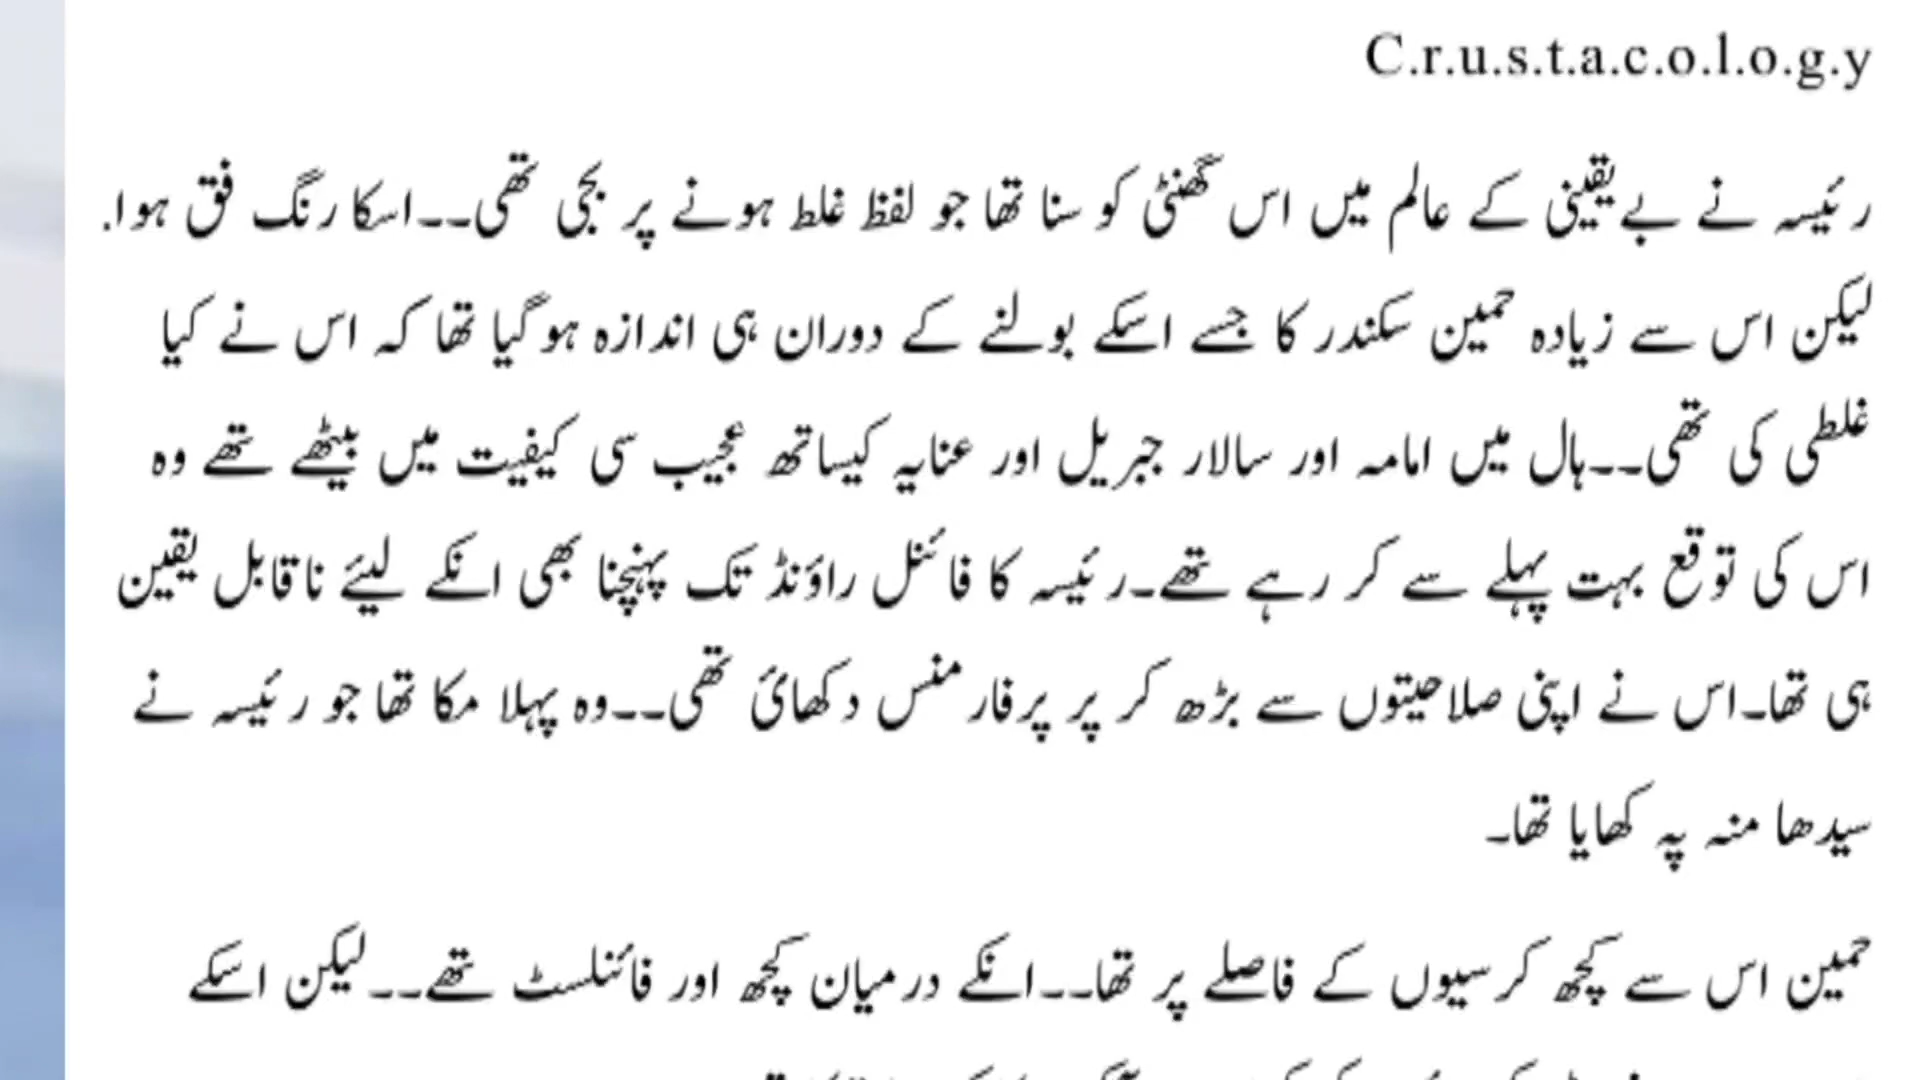 C.r.u.s.t.a.c.o.l.o.g.y
رئیسہ نے بے یقینی کے عالم میں اس گھنٹی کو سنا تھا جو لفظ غلط ہونے پر بجی تھی۔۔اسکا رنگ فق ہوا.
لیکن اس سے زیادہ حمین سکندر کا جسے اسکے بولنے کے دوران ہی اندازہ ہوگیا تھا کہ اس نے کیا
غلطی کی تھی۔۔ہال میں امامہ اور سالار جبریل اور عنایہ کیساتھ عجیب سی کیفیت میں بیٹھے تھے وہ
اس کی توقع بہت پہلے سے کر رہے تھے۔رئیسہ کا فائنل راؤنڈ تک پہنچنا بھی انکے لیئے ناقابل یقین
ہی تھا۔اس نے اپنی صلاحیتوں سے بڑھ کر پر پرفارمنس دکھائ تھی۔۔وہ پہلا مکا تھا جو رئیسہ نے
سیدھا منہ پہ کھایا تھا۔
حمین اس سے کچھ کرسیوں کے فاصلے پر تھا۔۔انکے درمیان کچھ اور فائنلسٹ تھے۔۔لیکن اسکے